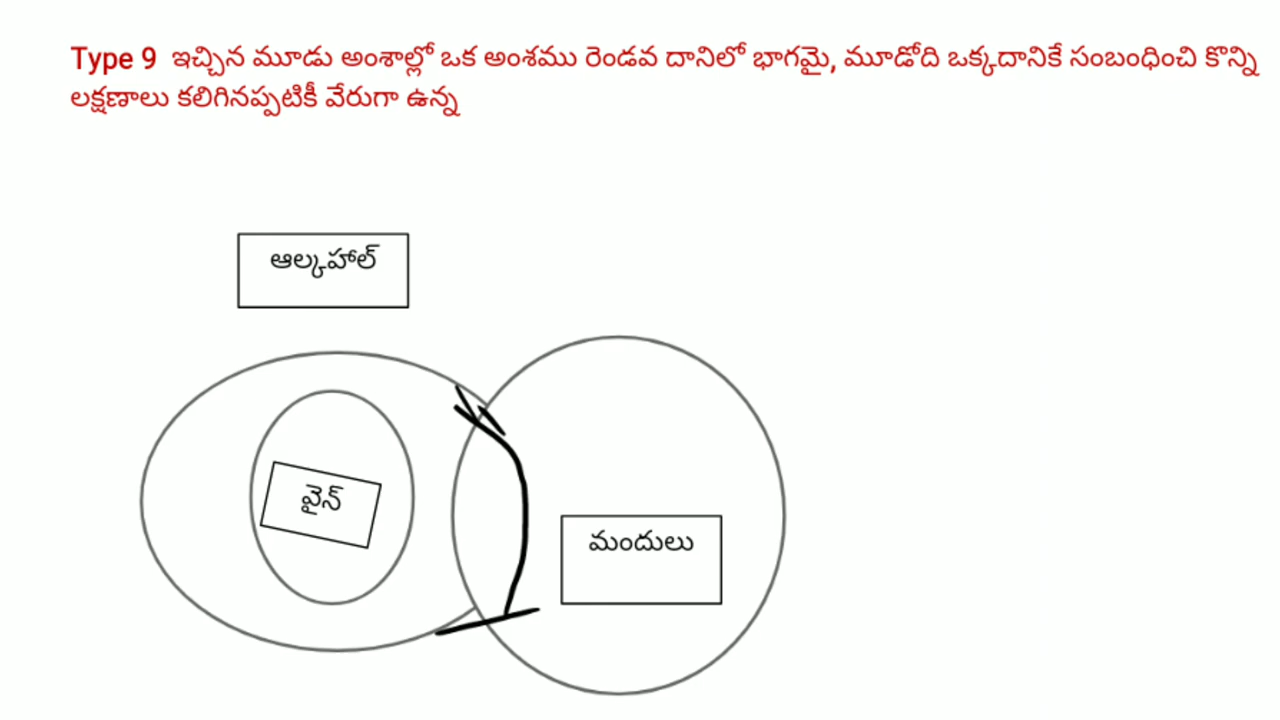 Type 9 ఇచ్చిన మూడు అంశాల్లో ఒక అంశము రెండవ దానిలో భాగమై, మూడోది ఒక్కదానికే సంబంధించి కొన్ని
లక్షణాలు కలిగినప్పటికీ వేరుగా ఉన్న
ఆల్కహాల్
వైన్
మందులు